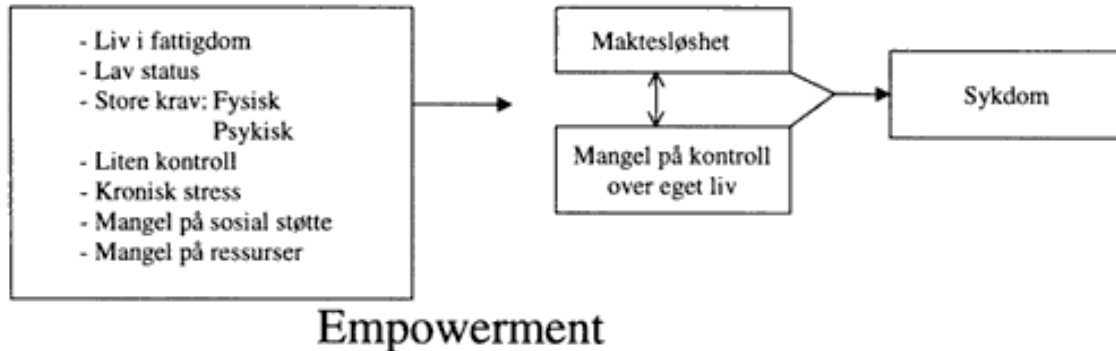 - Liv i fattigdom
- Lav status
- Store krav: Fysisk
Psykisk
- Liten kontroll
- Kronisk stress
- Mangel på sosial støtte
- Mangel på ressurser
Maktesløshet
Mangel på kontroll
over eget liv
Sykdom
Empowerment